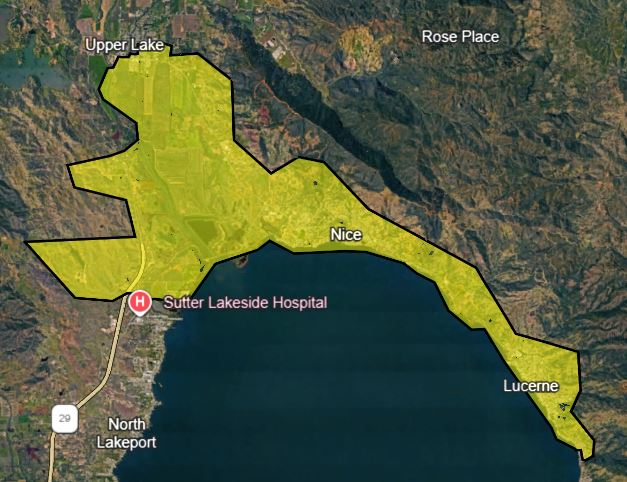 Rose Place
Upper Lake
Nice
H
Sutter Lakeside Hospital
Lucerne
29
North
Lakeport